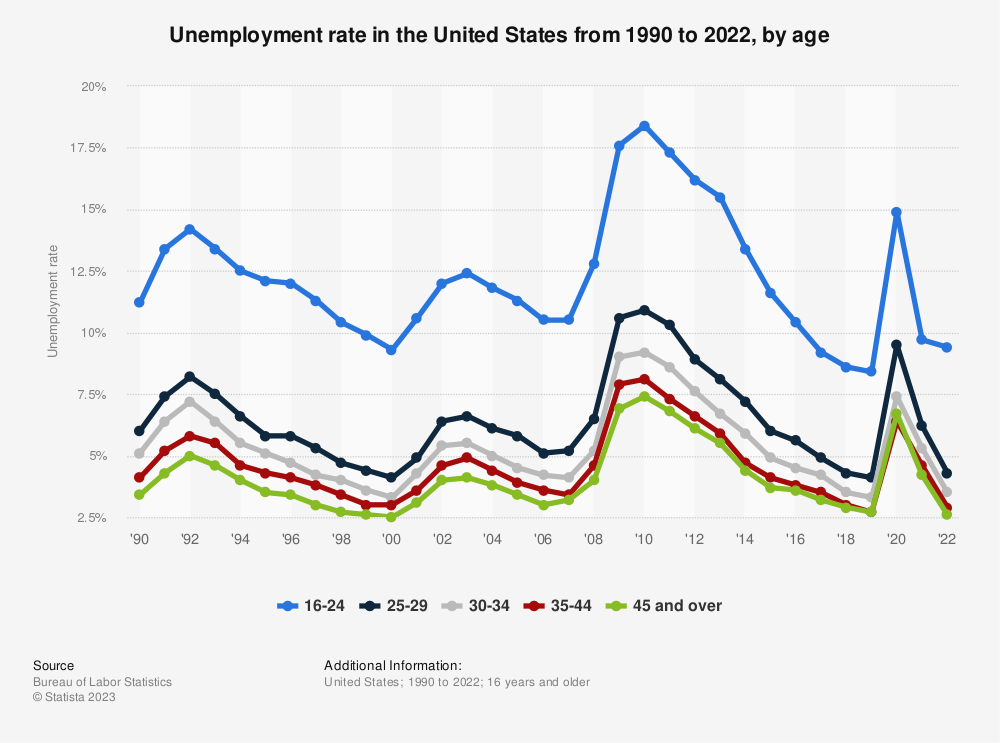 Unemployment rate in the United States from 1990 to 2022, by age
20%
17.5%
15%
12.5%
10%
7.5%
5%
2.5%
Unemployment rate
'90 '92 '94 '96 '98 '00 '02 '04 '06 '08 '10 '12 '14 '16 '18 '20 '22
16-24 25-29 30-34 35-44 45 and over
Source
Bureau of Labor Statistics
© Statista 2023
Additional Information:
United States; 1990 to 2022; 16 years and older